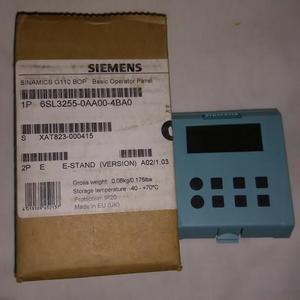 SIEMENS
SINAMICS G110 BOP Basic Operator Panel
1P 6SL3255-0AA00-4BA0
S XAT823-000415
2P E E-STAND (VERSION) A02/1.03
Gross weight: 0.08kg/0.176lbs
Storage temperature -40 - +70°C
Protection: IP20
Made in EU (UK)
SIEMENS